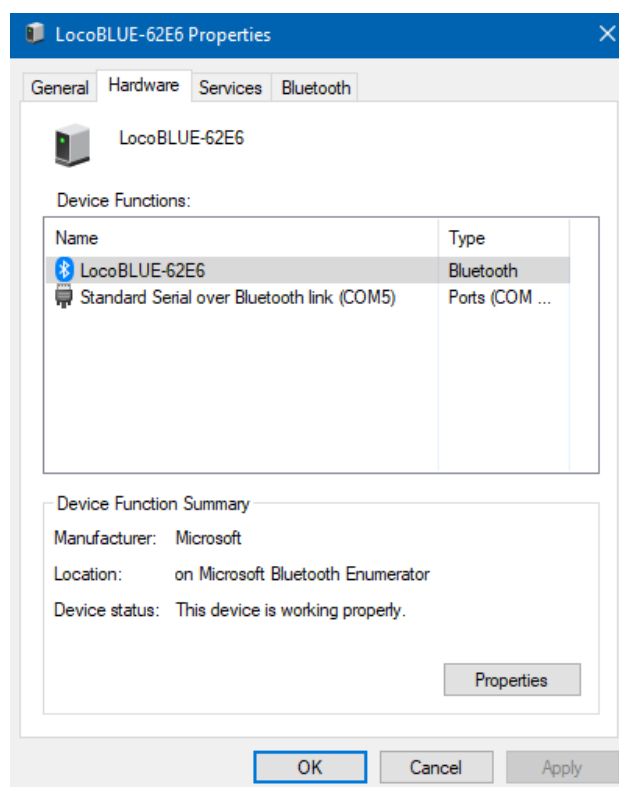 LocoBLUE-62E6 Properties
General Hardware Services Bluetooth
LocoBLUE-62E6
Device Functions:
Name Type
LocoBLUE-62E6 Bluetooth
Standard Serial over Bluetooth link (COM5) Ports (COM ...
Device Function Summary
Manufacturer: Microsoft
Location: on Microsoft Bluetooth Enumerator
Device status: This device is working properly.
Properties
OK Cancel Apply